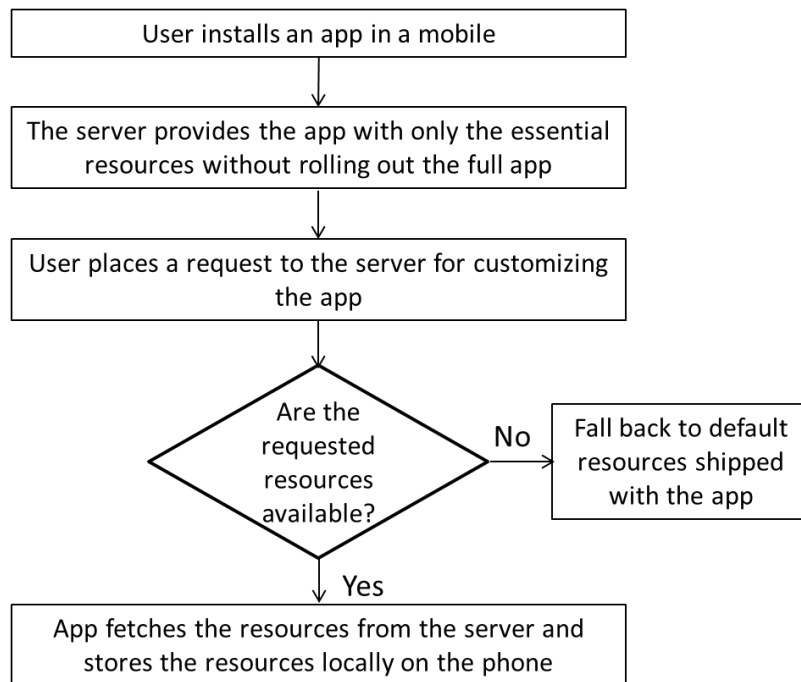 User installs an app in a mobile
The server provides the app with only the essential
resources without rolling out the full app
User places a request to the server for customizing
the app
Are the
requested
resources
available?
No
Fall back to default
resources shipped
with the app
Yes
App fetches the resources from the server and
stores the resources locally on the phone